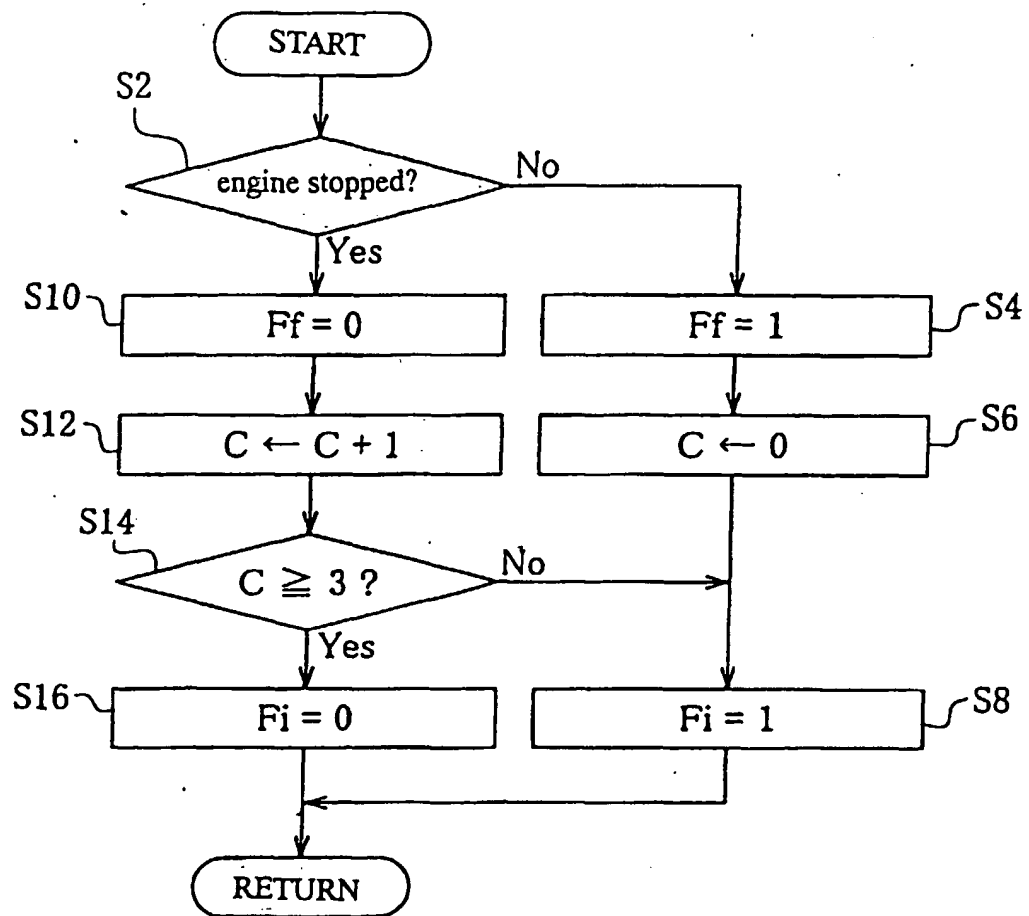 START
S2
engine stopped?
No
Yes
S10
Ff = 0
Ff = 1
S4
S12
C ← C + 1
C ← 0
S6
S14
C ≧ 3 ?
No
Yes
S16
Fi = 0
Fi = 1
S8
RETURN